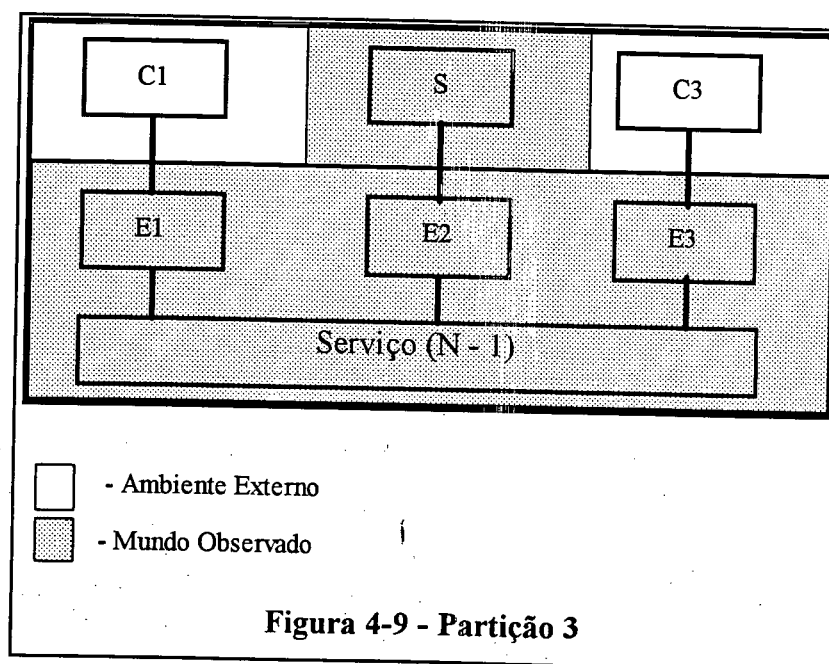 C1
S
C3
E1
E2
E3
Serviço (N - 1)
- Ambiente Externo
- Mundo Observado
Figura 4-9 - Partição 3